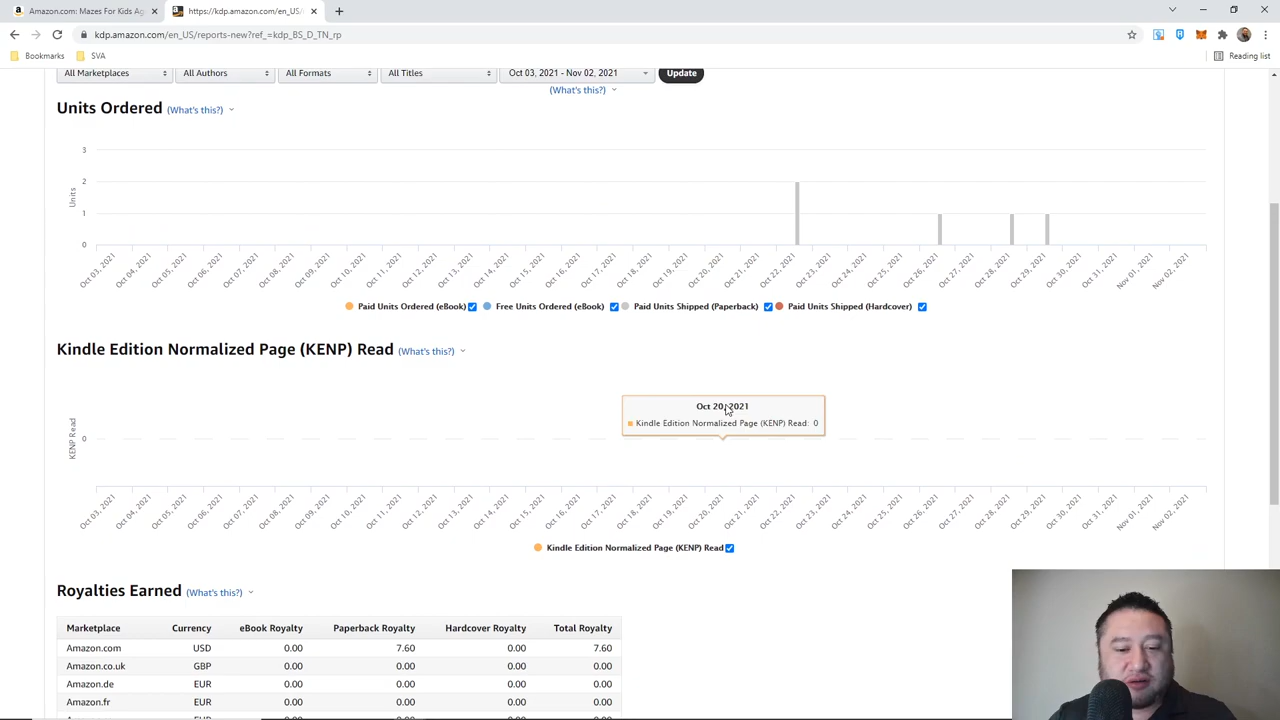 Amazon.com: Mazes For Kids Ag
https://kdp.amazon.com/en_US/r
kdp.amazon.com/en_US/reports-new?ref_=kdp_BS_D_TN_rp
Bookmarks
SVA
Reading list
All Marketplaces
All Authors
All Formats
All Titles
Oct 03, 2021 - Nov 02, 2021
Update
(What's this?)
Units Ordered (What's this?)
3
2
1
0
Units
Oct 03, 2021
Oct 04, 2021
Oct 05, 2021
Oct 06, 2021
Oct 07, 2021
Oct 08, 2021
Oct 09, 2021
Oct 10, 2021
Oct 11, 2021
Oct 12, 2021
Oct 13, 2021
Oct 14, 2021
Oct 15, 2021
Oct 16, 2021
Oct 17, 2021
Oct 18, 2021
Oct 19, 2021
Oct 20, 2021
Oct 21, 2021
Oct 22, 2021
Oct 23, 2021
Oct 24, 2021
Oct 25, 2021
Oct 26, 2021
Oct 27, 2021
Oct 28, 2021
Oct 29, 2021
Oct 30, 2021
Oct 31, 2021
Nov 01, 2021
Nov 02, 2021
Paid Units Ordered (eBook)
Free Units Ordered (eBook)
Paid Units Shipped (Paperback)
Paid Units Shipped (Hardcover)
Kindle Edition Normalized Page (KENP) Read (What's this?)
Oct 20, 2021
Kindle Edition Normalized Page (KENP) Read: 0
KENP Read
0
Oct 03, 2021
Oct 04, 2021
Oct 05, 2021
Oct 06, 2021
Oct 07, 2021
Oct 08, 2021
Oct 09, 2021
Oct 10, 2021
Oct 11, 2021
Oct 12, 2021
Oct 13, 2021
Oct 14, 2021
Oct 15, 2021
Oct 16, 2021
Oct 17, 2021
Oct 18, 2021
Oct 19, 2021
Oct 20, 2021
Oct 21, 2021
Oct 22, 2021
Oct 23, 2021
Oct 24, 2021
Oct 25, 2021
Oct 26, 2021
Oct 27, 2021
Oct 28, 2021
Oct 29, 2021
Oct 30, 2021
Oct 31, 2021
Nov 01, 2021
Nov 02, 2021
Kindle Edition Normalized Page (KENP) Read
Royalties Earned (What's this?)
Marketplace Currency eBook Royalty Paperback Royalty Hardcover Royalty Total Royalty
Amazon.com USD 0.00 7.60 0.00 7.60
Amazon.co.uk GBP 0.00 0.00 0.00 0.00
Amazon.de EUR 0.00 0.00 0.00 0.00
Amazon.fr EUR 0.00 0.00 0.00 0.00